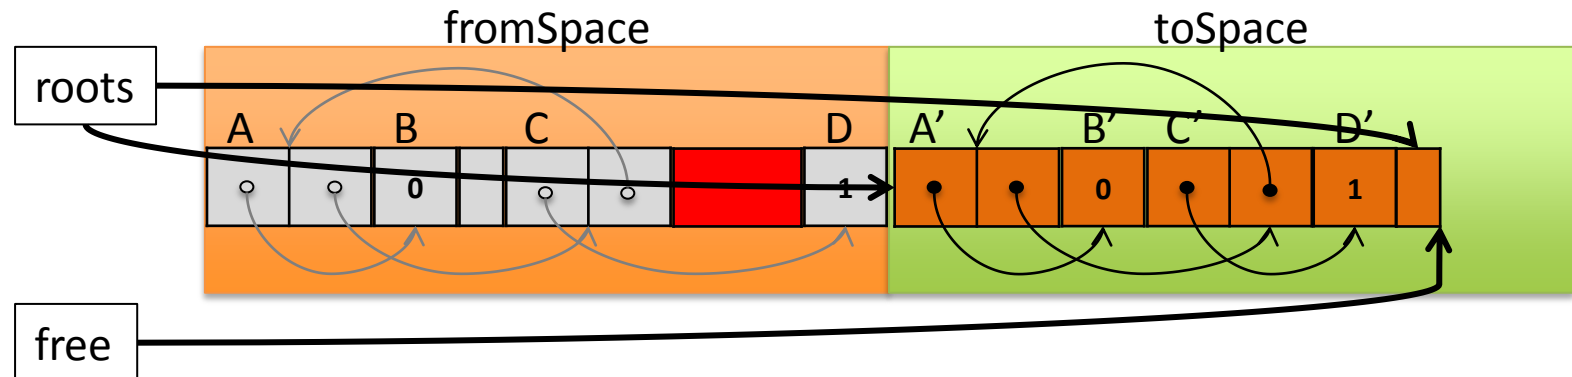 fromSpace toSpace
roots
A B C D A’ B’ C’ D’
0 1 0 1
free